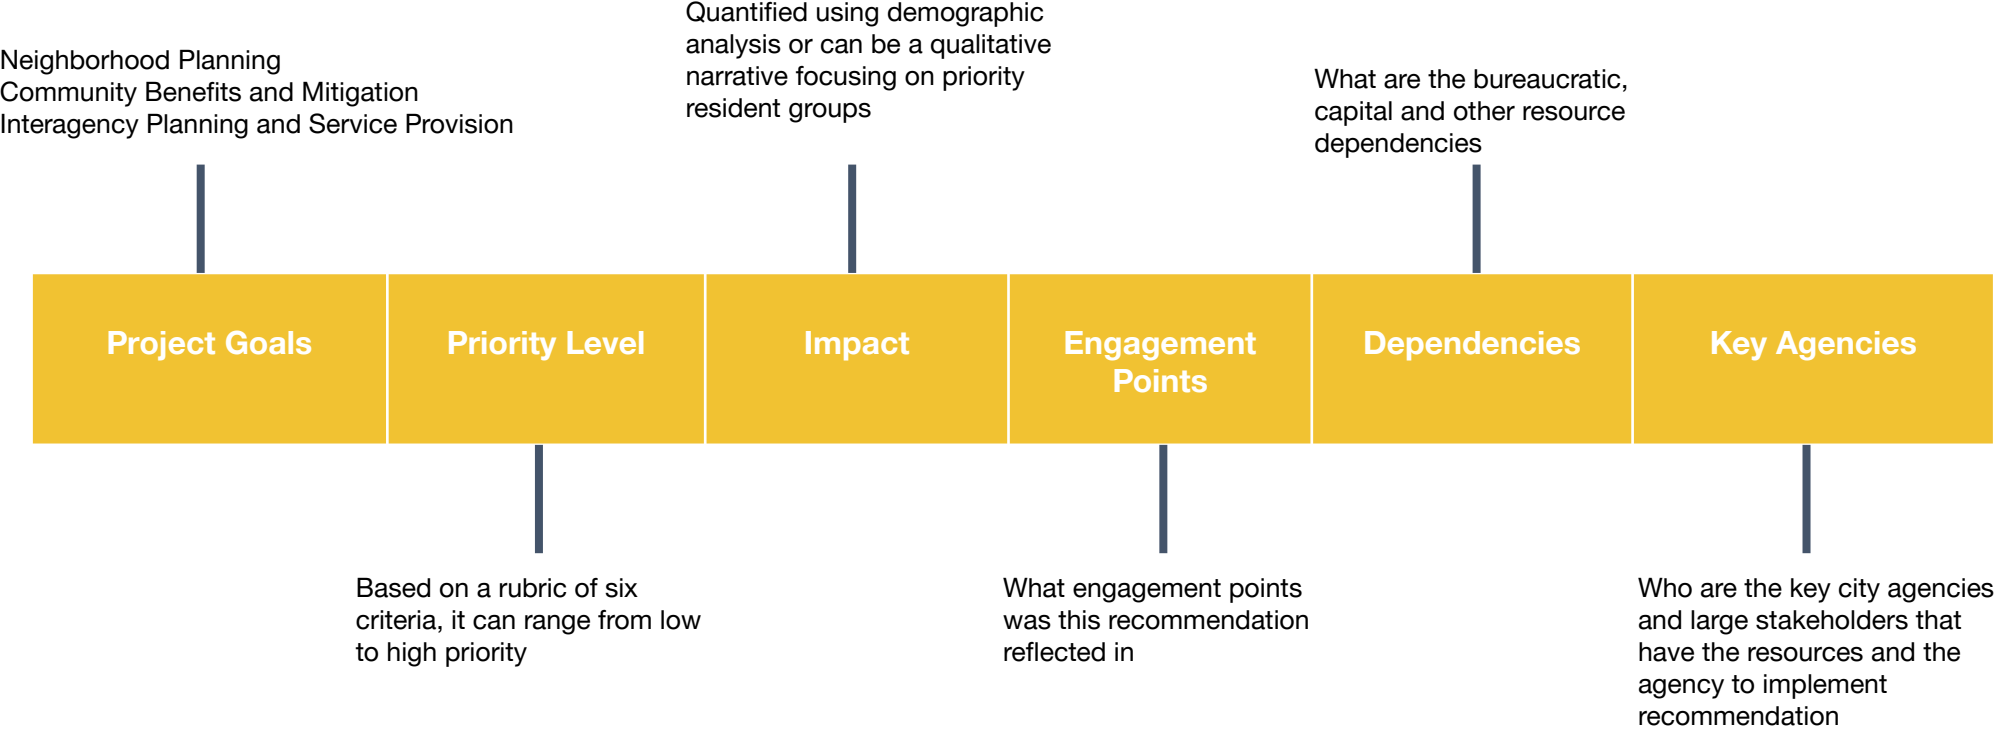 Neighborhood Planning
Community Benefits and Mitigation
Interagency Planning and Service Provision
Quantified using demographic
analysis or can be a qualitative
narrative focusing on priority
resident groups
What are the bureaucratic,
capital and other resource
dependencies
Project Goals
Priority Level
Impact
Engagement
Points
Dependencies
Key Agencies
Based on a rubric of six
criteria, it can range from low
to high priority
What engagement points
was this recommendation
reflected in
Who are the key city agencies
and large stakeholders that
have the resources and the
agency to implement
recommendation